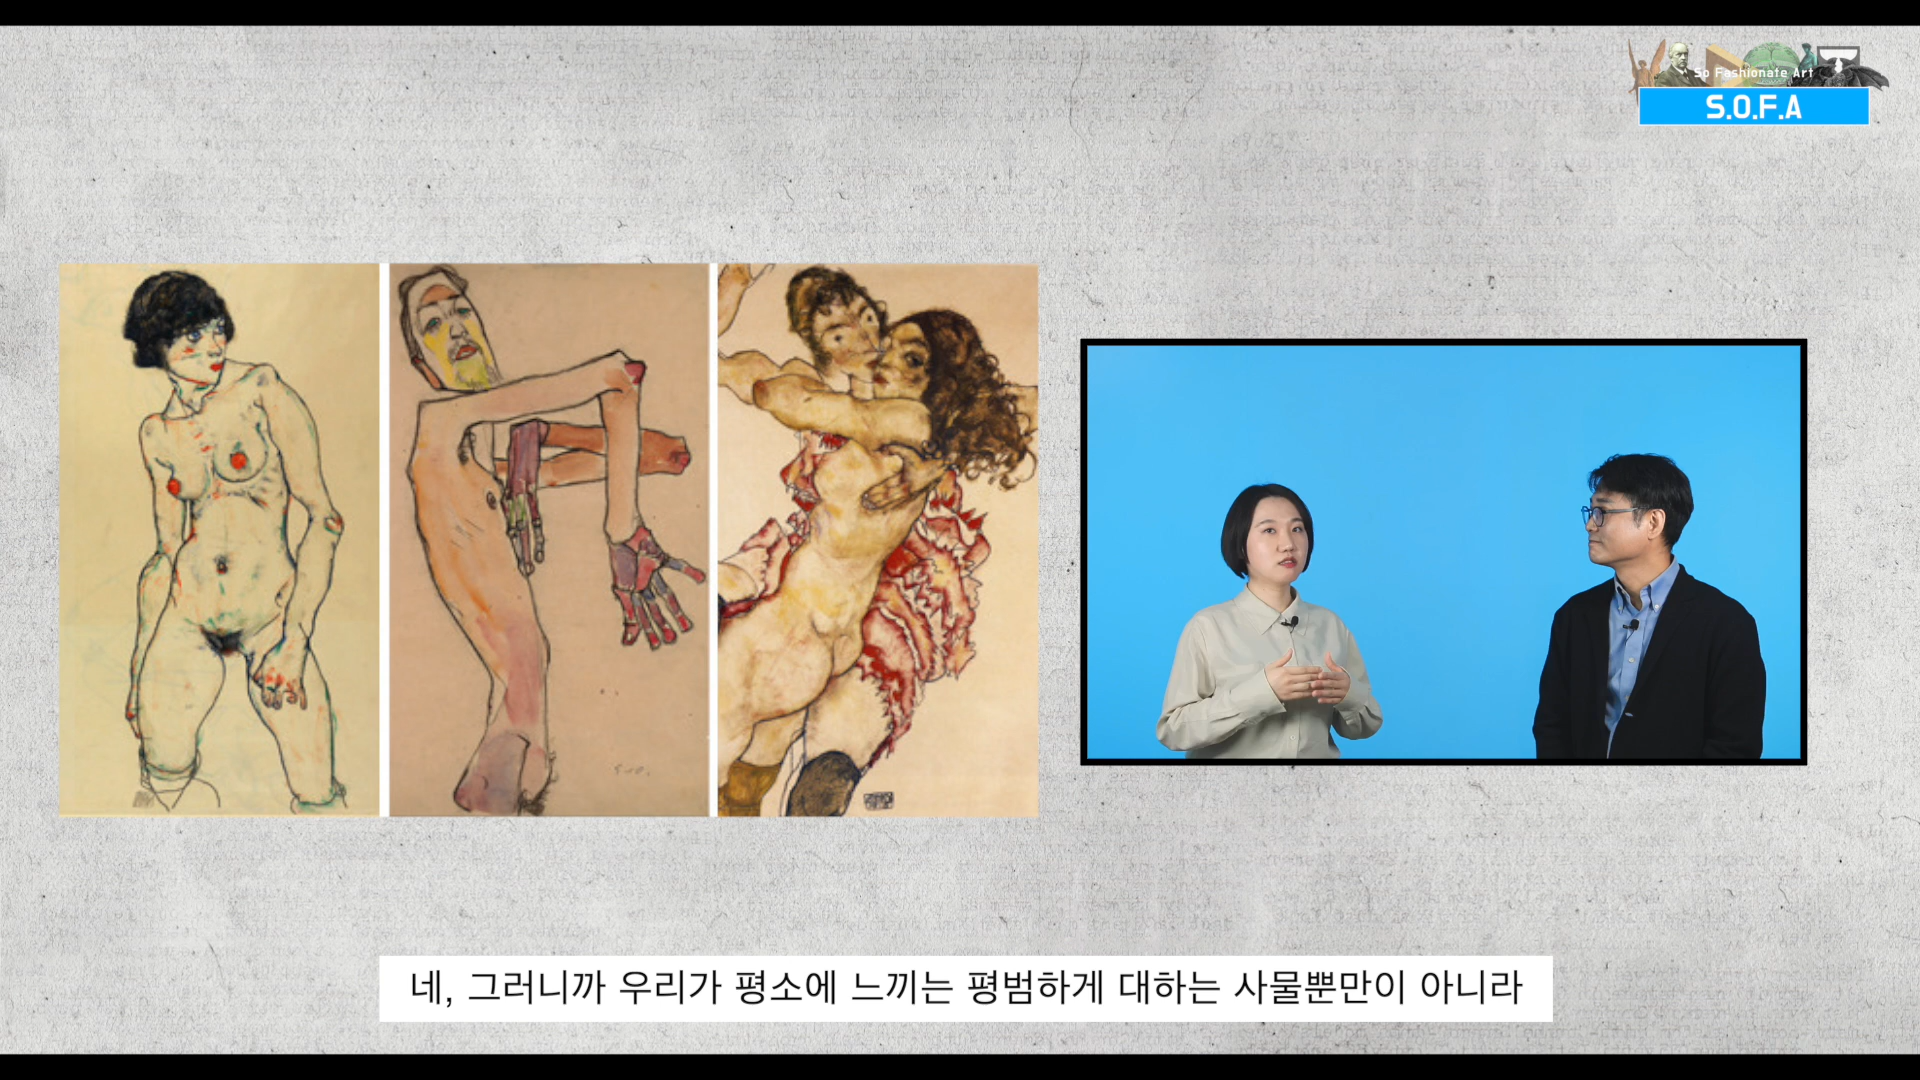 So Fashionate Art
S.O.F.A
네, 그러니까 우리가 평소에 느끼는 평범하게 대하는 사물뿐만이 아니라